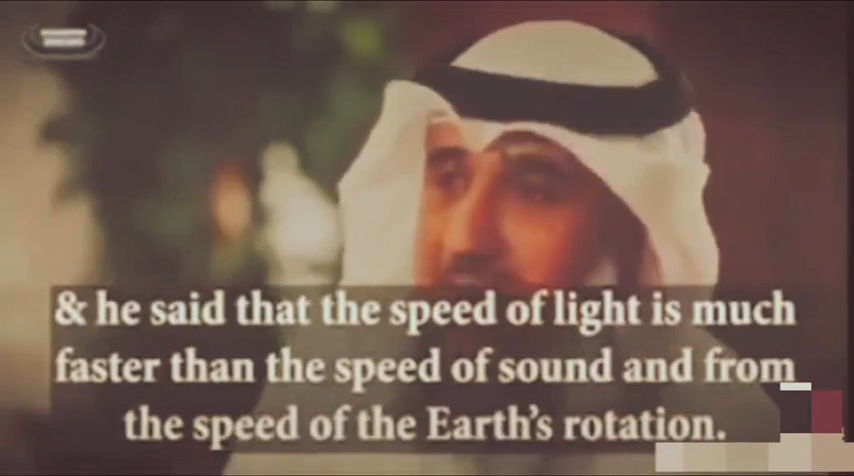 & he said that the speed of light is much
faster than the speed of sound and from
the speed of the Earth's rotation.